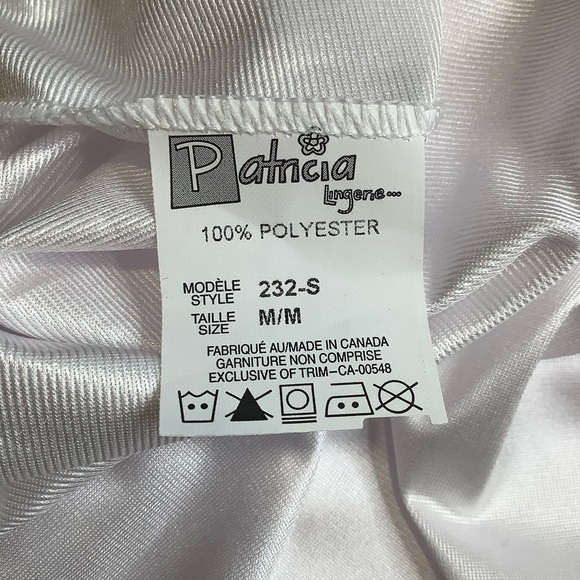 Patricia
Lingerie...
100% POLYESTER
MODÈLE
STYLE 232-S
TAILLE
SIZE M/M
FABRIQUÉ AU/MADE IN CANADA
GARNITURE NON COMPRISE
EXCLUSIVE OF TRIM-CA-00548